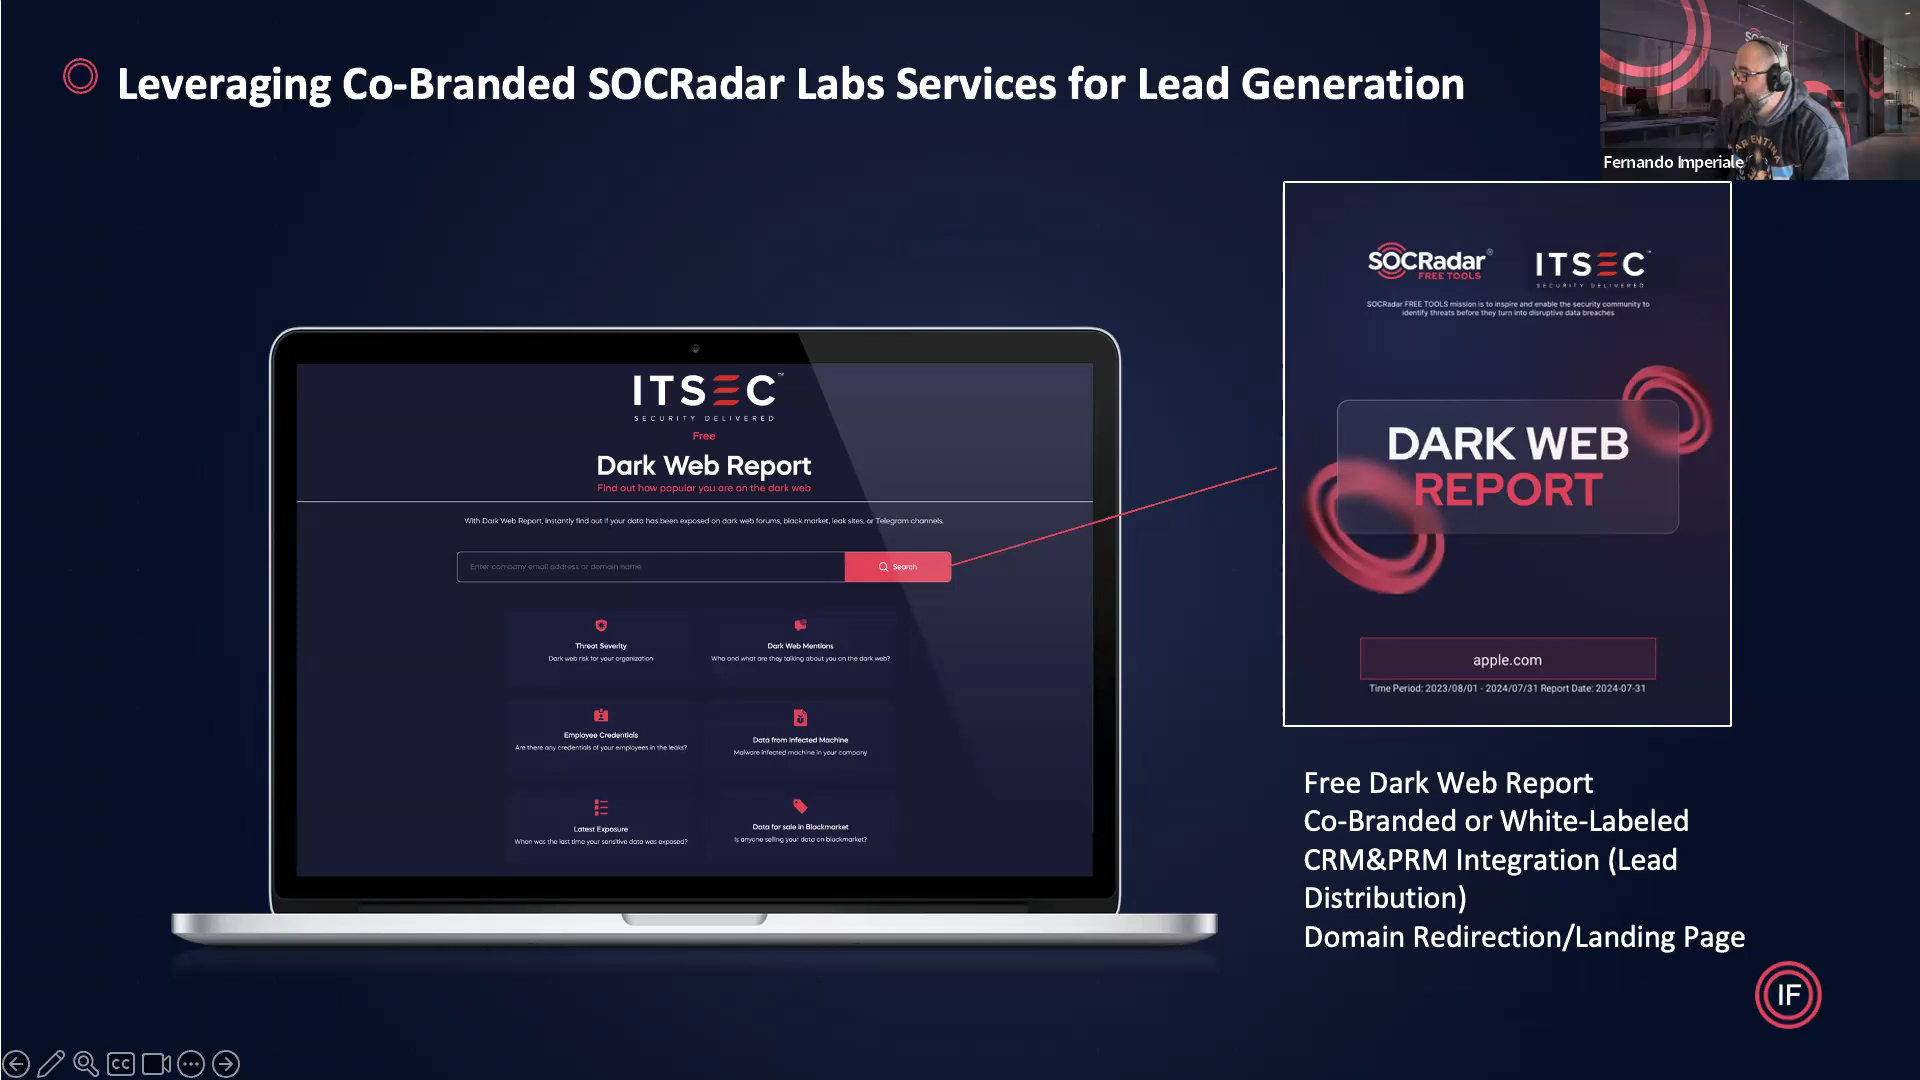 Leveraging Co-Branded SOCRadar Labs Services for Lead Generation
SOCRadar
Fernando Imperiale
ITSEC™
SECURITY DELIVERED
Free
Dark Web Report
Find out how popular you are on the dark web
With Dark Web Report, Instantly find out if your data has been exposed on dark web forums, black market, leak sites, or Telegram channels.
Enter company email address or domain name
Search
Threat Severity
Dark web risk for your organization
Dark Web Mentions
Who and what are they talking about you on the dark web?
Employee Credentials
Are there any credentials of your employees in the leaks?
Data from Infected Machine
Malware infected machine in your company
Latest Exposure
When was the last time your sensitive data was exposed?
Data for sale in Blackmarket
Is anyone selling your data on blackmarket?
SOCRadar®
FREE TOOLS
ITSEC™
SECURITY DELIVERED
SOCRadar FREE TOOLS mission is to inspire and enable the security community to
identify threats before they turn into disruptive data breaches
DARK WEB
REPORT
apple.com
Time Period: 2023/08/01 - 2024/07/31 Report Date: 2024-07-31
Free Dark Web Report
Co-Branded or White-Labeled
CRM&PRM Integration (Lead
Distribution)
Domain Redirection/Landing Page
IF
CC